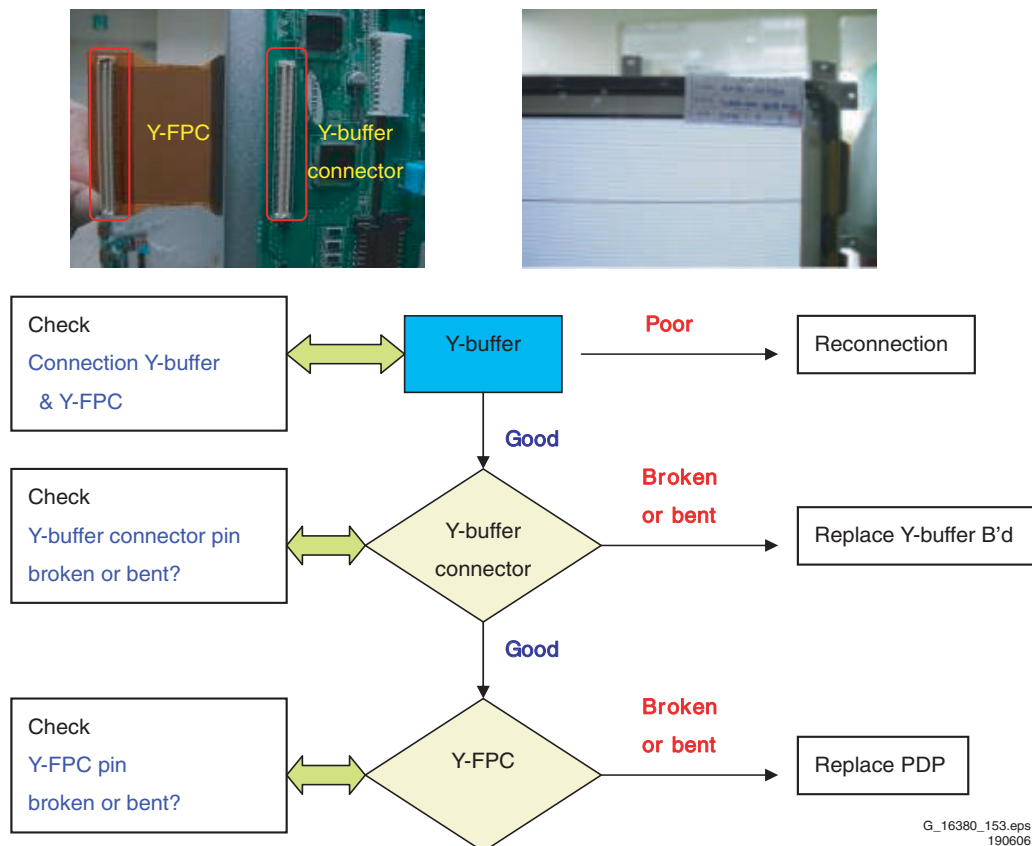 Y-FPC
Y-buffer
connector
Check
Connection Y-buffer
& Y-FPC
Y-buffer
Poor
Reconnection
Good
Check
Y-buffer connector pin
broken or bent?
Y-buffer
connector
Broken
or bent
Replace Y-buffer B’d
Good
Check
Y-FPC pin
broken or bent?
Y-FPC
Broken
or bent
Replace PDP
G_16380_153.eps
190606